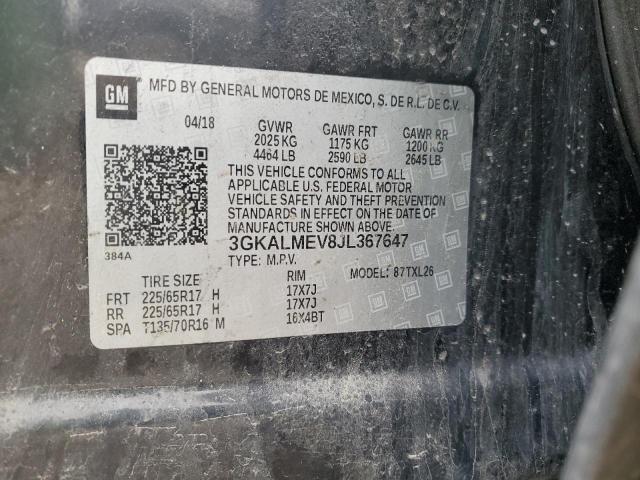 GM
MFD BY GENERAL MOTORS DE MEXICO, S. DE R.L. DE C.V.
04/18 GVWR GAWR FRT GAWR RR
2025 KG 1175 KG 1200 KG
4464 LB 2590 LB 2645 LB
THIS VEHICLE CONFORMS TO ALL
APPLICABLE U.S. FEDERAL MOTOR
VEHICLE SAFETY AND THEFT PREVENTION
STANDARDS IN EFFECT ON THE DATE OF
MANUFACTURE SHOWN ABOVE.
384A
3GKALMEV8JL367647
TYPE: M.P.V. MODEL: 87TXL26
TIRE SIZE RIM
FRT 225/65R17 H 17X7J
RR 225/65R17 H 17X7J
SPA T135/70R16 M 16X4BT